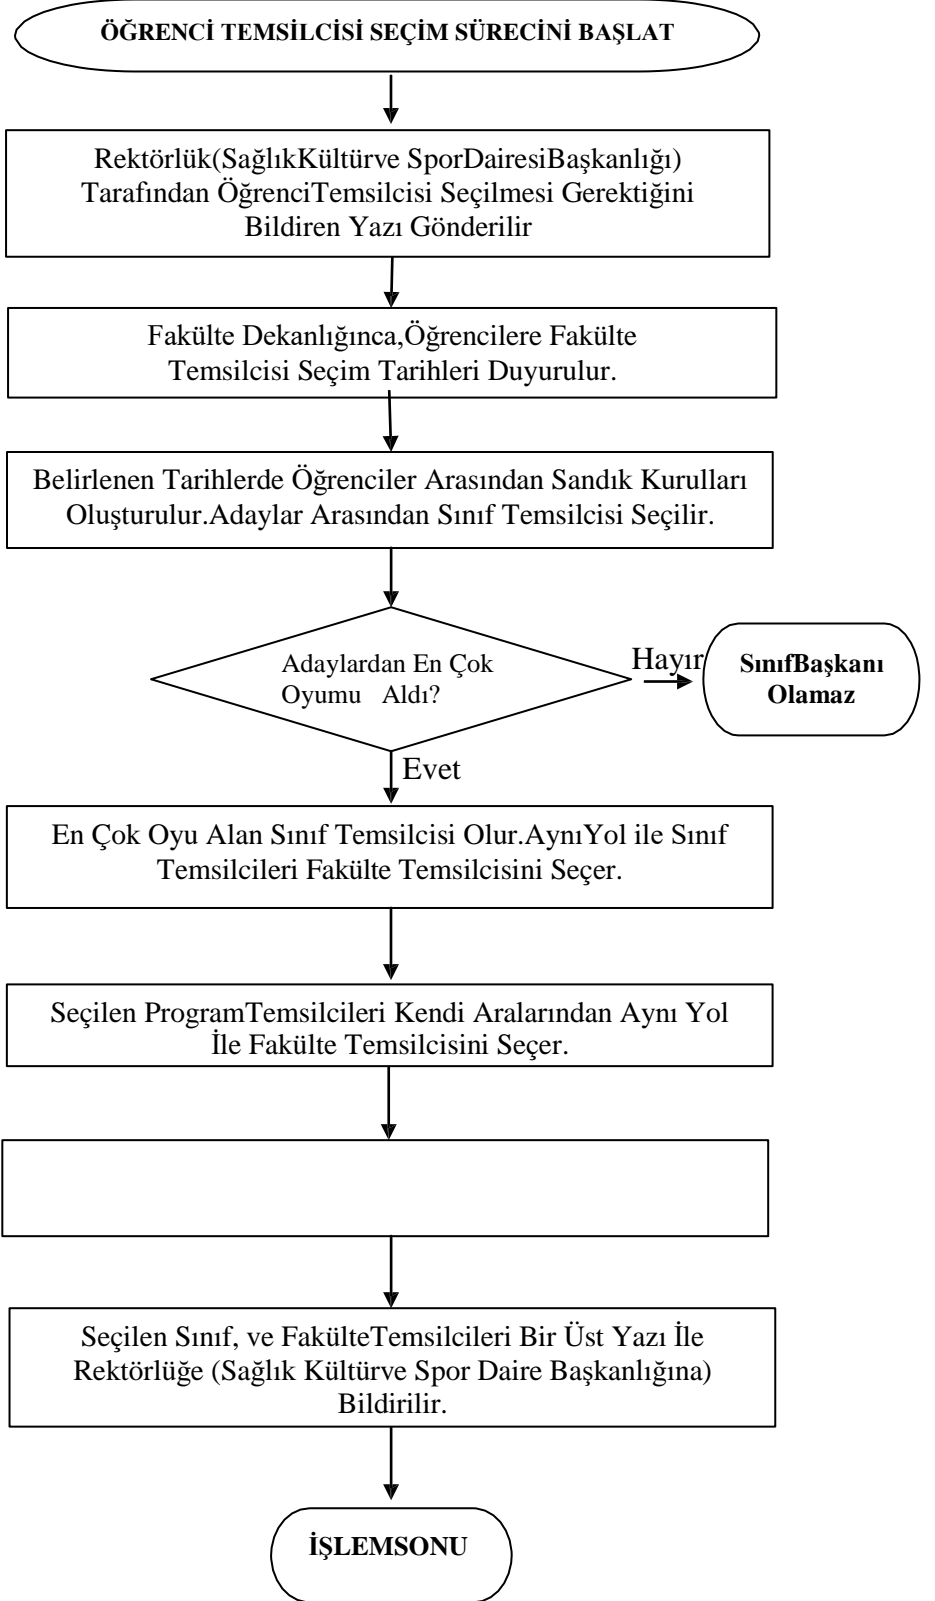 ÖĞRENCİ TEMSİLCİSİ SEÇİM SÜRECİNİ BAŞLAT
Rektörlük(SağlıkKültürve SporDairesiBaşkanlığı)
Tarafından ÖğrenciTemsilcisi Seçilmesi Gerektiğini
Bildiren Yazı Gönderilir
Fakülte Dekanlığınca,Öğrencilere Fakülte
Temsilcisi Seçim Tarihleri Duyurulur.
Belirlenen Tarihlerde Öğrenciler Arasından Sandık Kurulları
Oluşturulur.Adaylar Arasından Sınıf Temsilcisi Seçilir.
Adaylardan En Çok
Oyumu Aldı?
Hayır
SınıfBaşkanı
Olamaz
Evet
En Çok Oyu Alan Sınıf Temsilcisi Olur.AynıYol ile Sınıf
Temsilcileri Fakülte Temsilcisini Seçer.
Seçilen ProgramTemsilcileri Kendi Aralarından Aynı Yol
İle Fakülte Temsilcisini Seçer.
Seçilen Sınıf, ve FakülteTemsilcileri Bir Üst Yazı İle
Rektörlüğe (Sağlık Kültürve Spor Daire Başkanlığına)
Bildirilir.
İŞLEMSONU